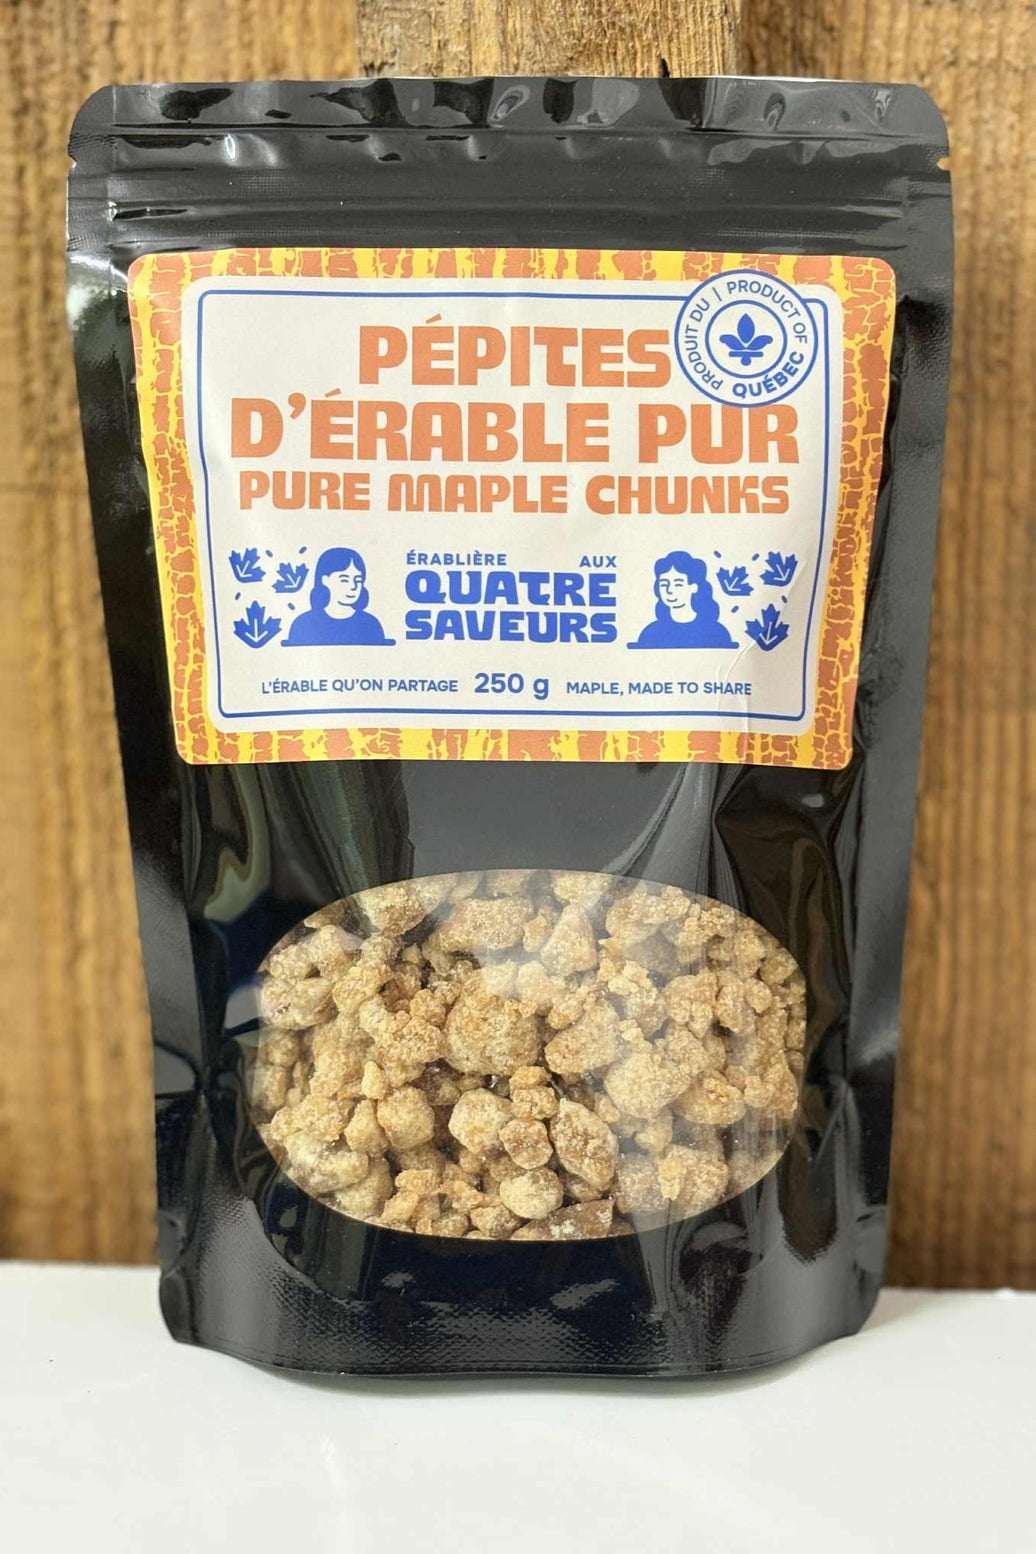 PÉPITES
D'ÉRABLE PUR
PURE MAPLE CHUNKS
PRODUIT DU | PRODUCT OF
QUÉBEC
ÉRABLIÈRE AUX
QUATRE
SAVEURS
L'ÉRABLE QU'ON PARTAGE 250 g MAPLE, MADE TO SHARE